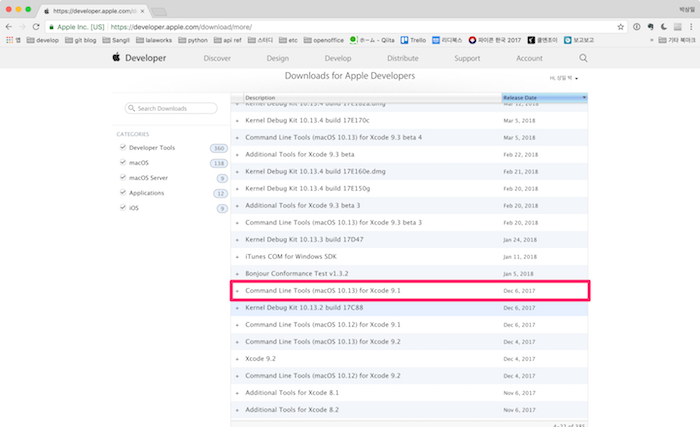 https://developer.apple.com/dov
박상일
Apple Inc. [US] https://developer.apple.com/download/more/
앱 develop git blog Sangli lalaworks python api ref 스터디 etc openoffice ホーム - Qiita Trello 리디북스 파이콘 한국 2017 클앤조이 보고보고 기타 북마크
Developer Discover Design Develop Distribute Support Account
Downloads for Apple Developers
Hi, 상일 박
Search Downloads
CATEGORIES
Developer Tools 360
macOS 138
macOS Server 9
Applications 12
iOS 9
Description Release Date
Kernel Debug Kit 10.13.4 build 17E170c Mar 5, 2018
Command Line Tools (macOS 10.13) for Xcode 9.3 beta 4 Mar 5, 2018
Additional Tools for Xcode 9.3 beta Feb 22, 2018
Kernel Debug Kit 10.13.4 build 17E160e.dmg Feb 21, 2018
Kernel Debug Kit 10.13.4 build 17E150g Feb 20, 2018
Additional Tools for Xcode 9.3 beta 3 Feb 20, 2018
Command Line Tools (macOS 10.13) for Xcode 9.3 beta 3 Feb 20, 2018
Kernel Debug Kit 10.13.3 build 17D47 Jan 24, 2018
iTunes COM for Windows SDK Jan 11, 2018
Bonjour Conformance Test v1.3.2 Jan 5, 2018
Command Line Tools (macOS 10.13) for Xcode 9.1 Dec 6, 2017
Kernel Debug Kit 10.13.2 build 17C88 Dec 6, 2017
Command Line Tools (macOS 10.12) for Xcode 9.1 Dec 6, 2017
Command Line Tools (macOS 10.13) for Xcode 9.2 Dec 4, 2017
Xcode 9.2 Dec 4, 2017
Command Line Tools (macOS 10.12) for Xcode 9.2 Dec 4, 2017
Additional Tools for Xcode 8.1 Nov 6, 2017
Additional Tools for Xcode 8.2 Nov 6, 2017